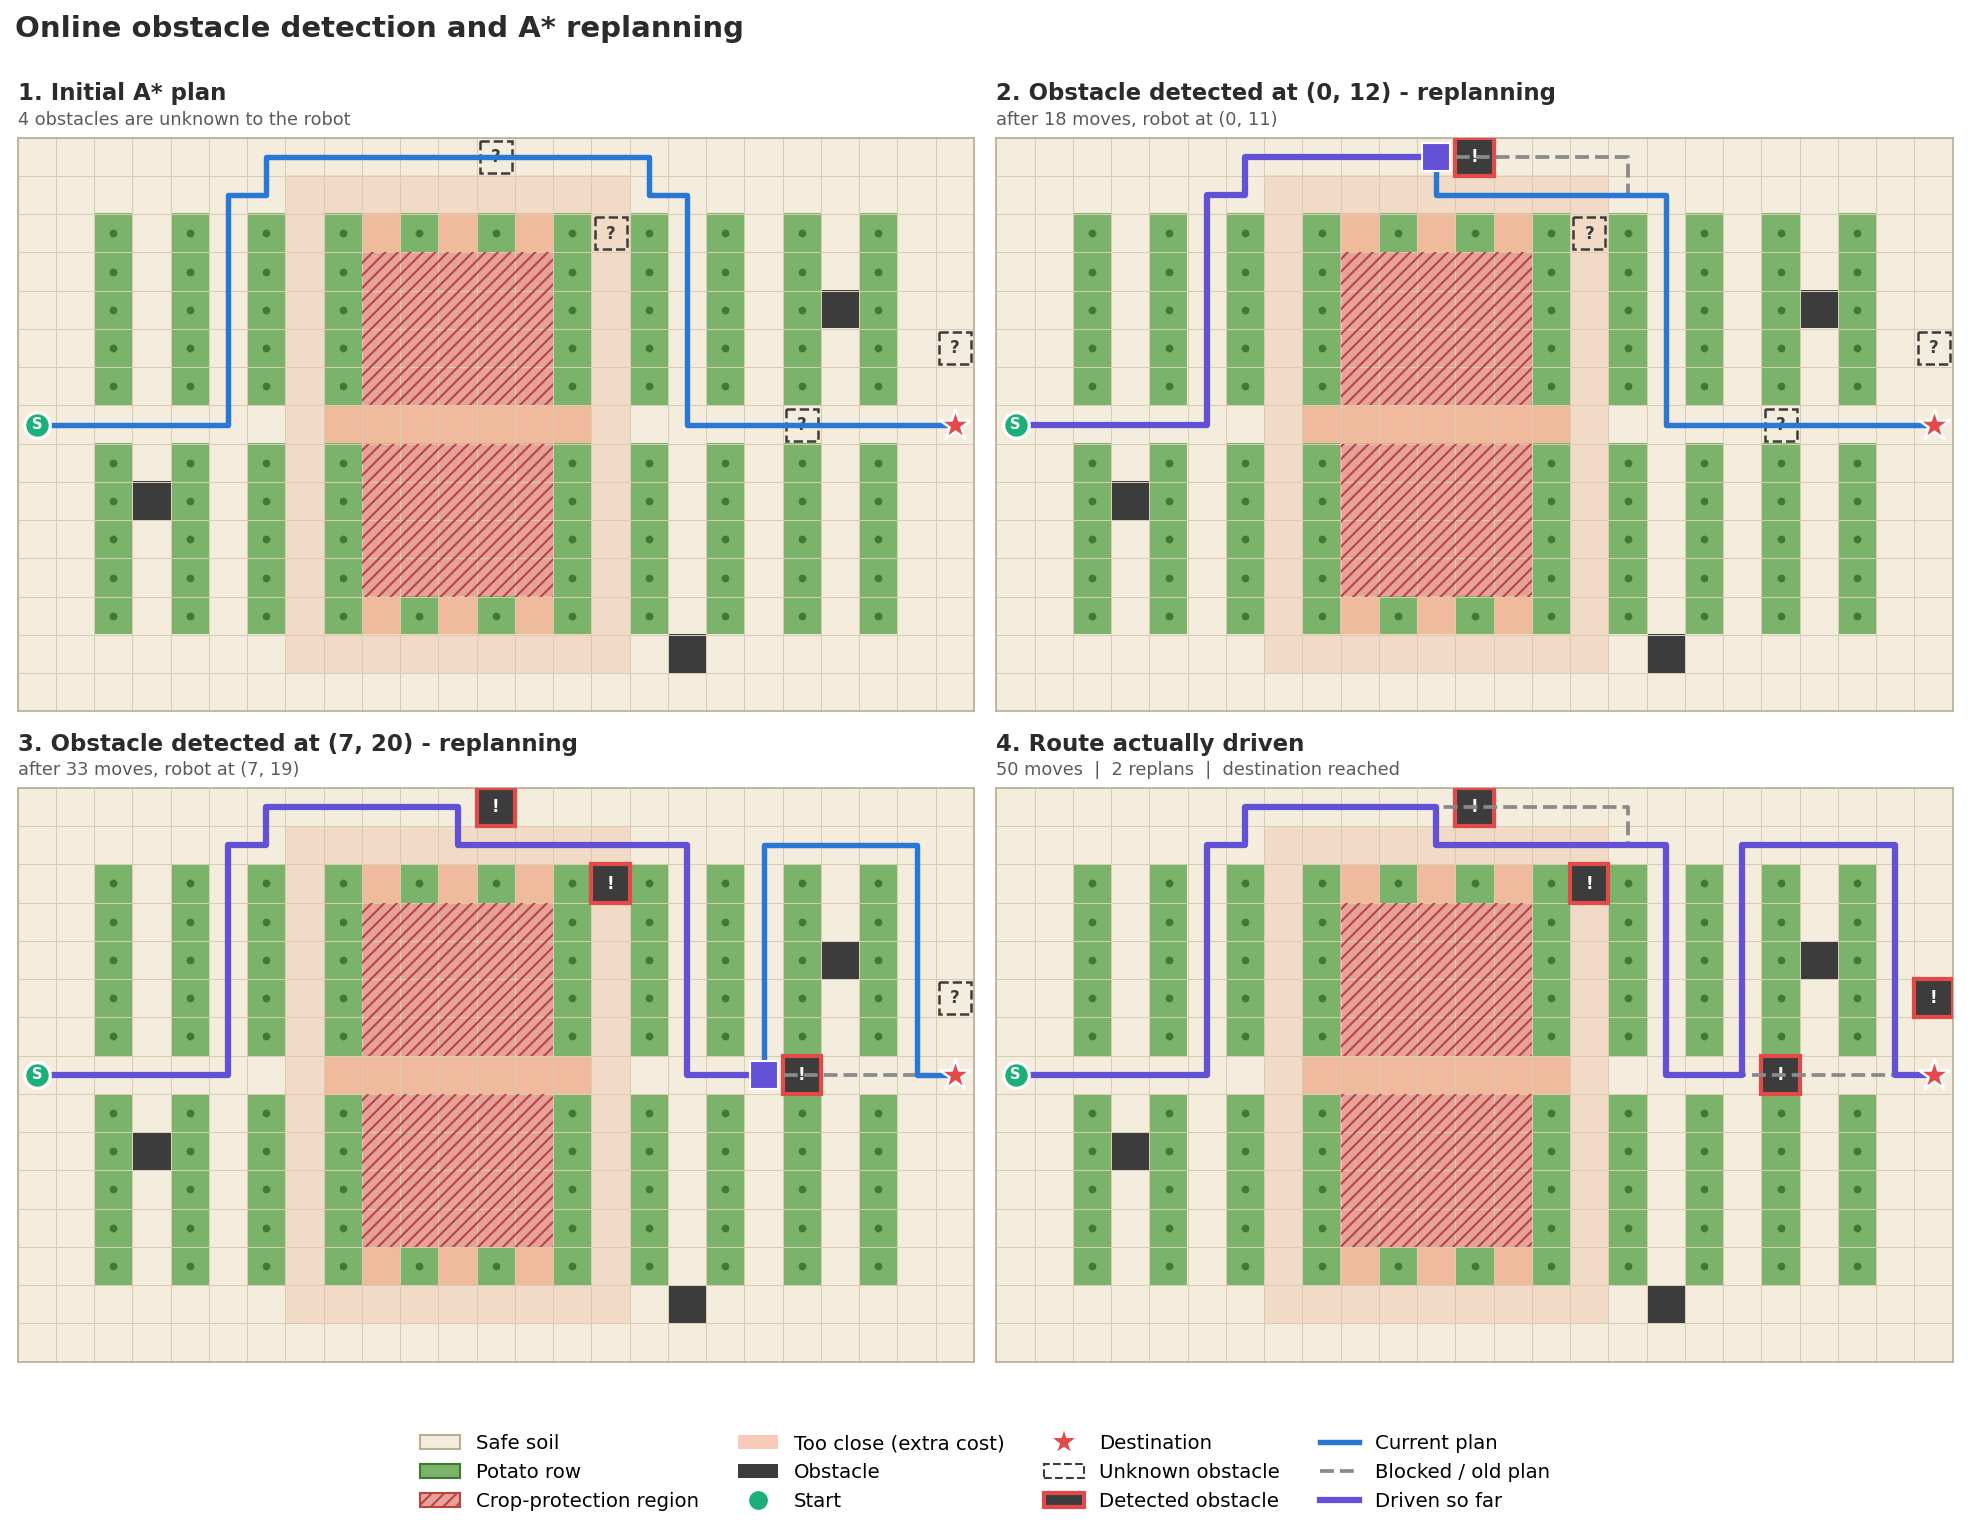 Online obstacle detection and A* replanning
1. Initial A* plan
4 obstacles are unknown to the robot
?
?
?
S
?
2. Obstacle detected at (0, 12) - replanning
after 18 moves, robot at (0, 11)
!
?
?
S
?
3. Obstacle detected at (7, 20) - replanning
after 33 moves, robot at (7, 19)
!
!
?
S
!
4. Route actually driven
50 moves | 2 replans | destination reached
!
!
!
S
!
Safe soil
Potato row
Crop-protection region
Too close (extra cost)
Obstacle
Start
Destination
Unknown obstacle
Detected obstacle
Current plan
Blocked / old plan
Driven so far